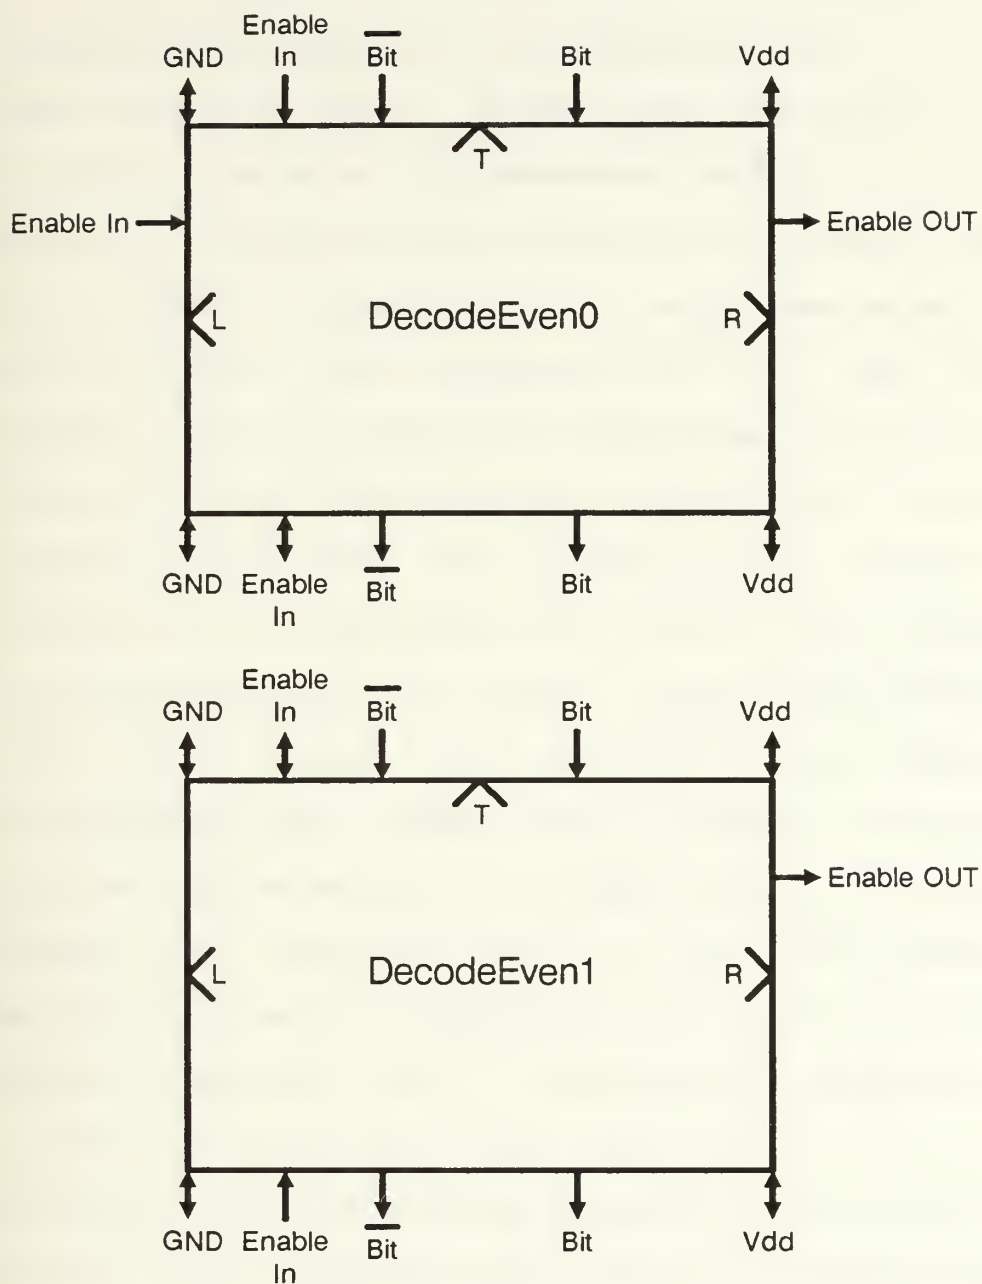 Enable
GND In Bit Bit Vdd
T
Enable In Enable OUT
L DecodeEven0 R
GND Enable Bit Bit Vdd
In
Enable
GND In Bit Bit Vdd
T
Enable OUT
L DecodeEven1 R
GND Enable Bit Bit Vdd
In